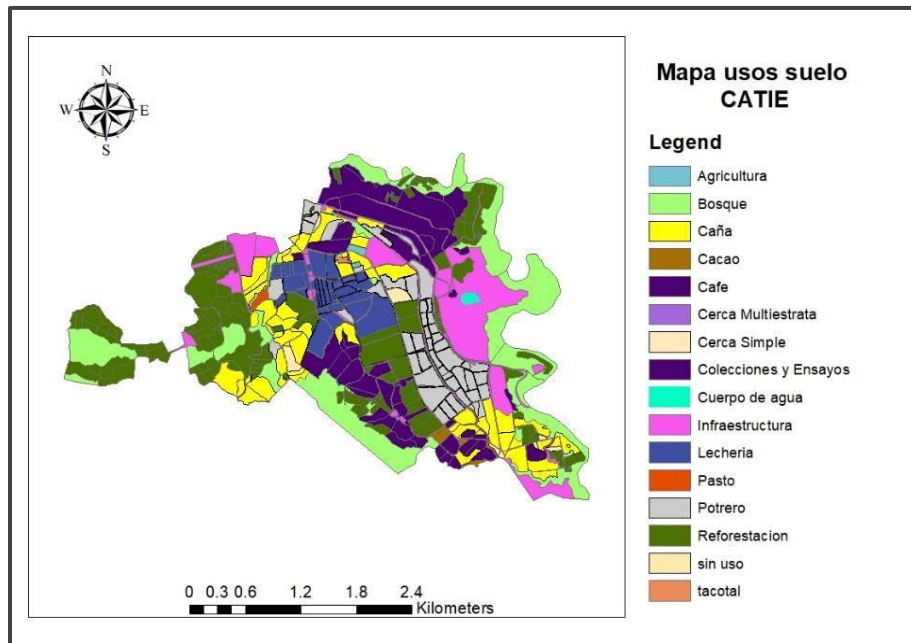 Mapa usos suelo
CATIE
N
W E
S
Legend
Agricultura
Bosque
Caña
Cacao
Cafe
Cerca Multiestrata
Cerca Simple
Colecciones y Ensayos
Cuerpo de agua
Infraestructura
Lecheria
Pasto
Potrero
Reforestacion
sin uso
tacotal
0 0.3 0.6 1.2 1.8 2.4
Kilometers